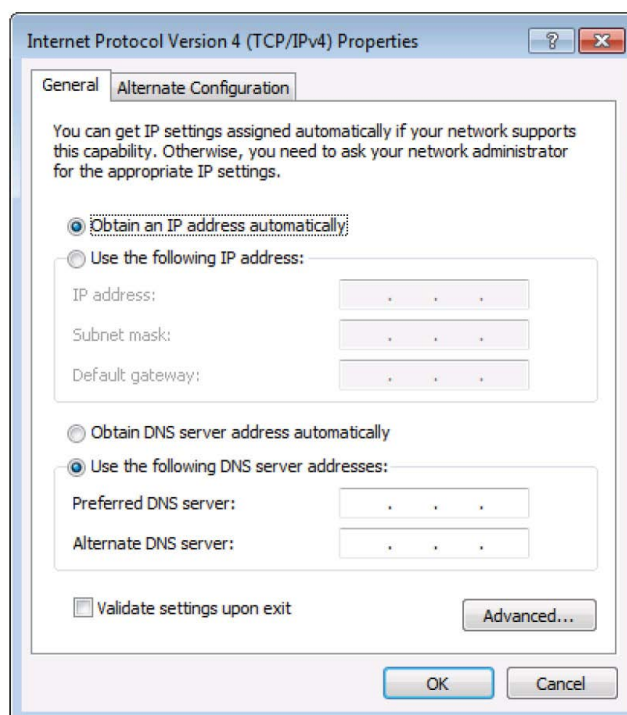 Internet Protocol Version 4 (TCP/IPv4) Properties
?
General
Alternate Configuration
You can get IP settings assigned automatically if your network supports
this capability. Otherwise, you need to ask your network administrator
for the appropriate IP settings.
Obtain an IP address automatically
Use the following IP address:
IP address:
. . .
Subnet mask:
. . .
Default gateway:
. . .
Obtain DNS server address automatically
Use the following DNS server addresses:
Preferred DNS server:
. . .
Alternate DNS server:
. . .
Validate settings upon exit
Advanced...
OK
Cancel